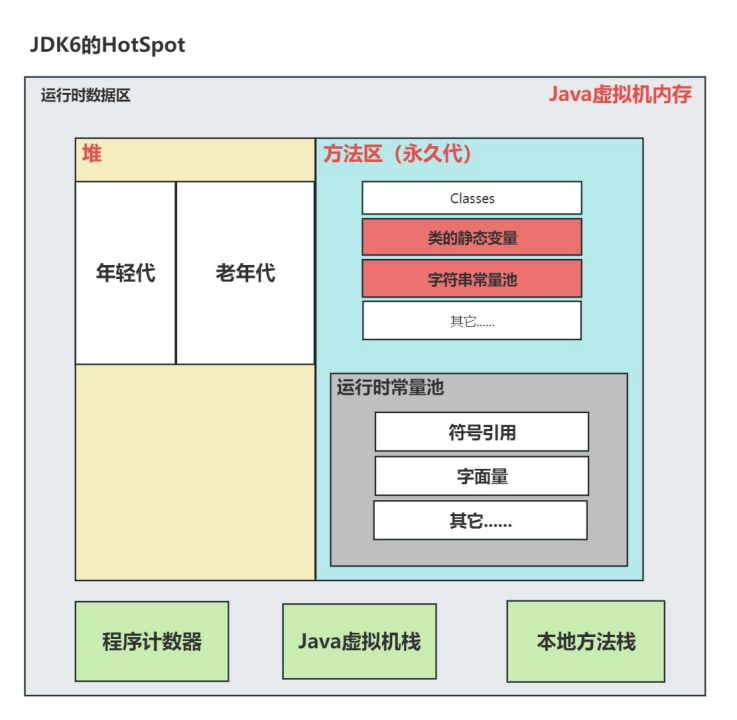 JDK6的HotSpot
运行时数据区
Java虚拟机内存
堆
方法区（永久代）
年轻代
老年代
Classes
类的静态变量
字符串常量池
其它......
运行时常量池
符号引用
字面量
其它......
程序计数器
Java虚拟机栈
本地方法栈